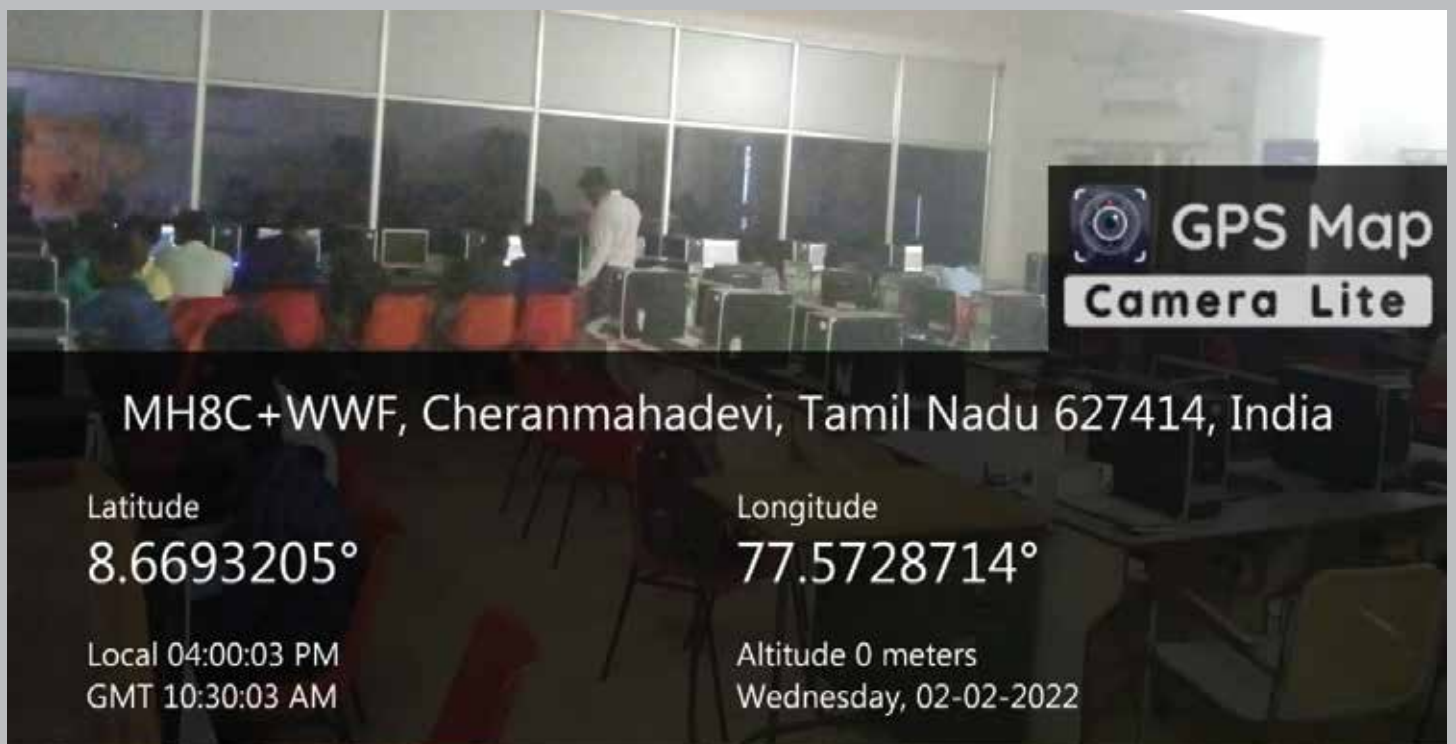 GPS Map
Camera Lite
MH8C+WWF, Cheranmahadevi, Tamil Nadu 627414, India
Latitude
8.6693205°
Longitude
77.5728714°
Local 04:00:03 PM
GMT 10:30:03 AM
Altitude 0 meters
Wednesday, 02-02-2022